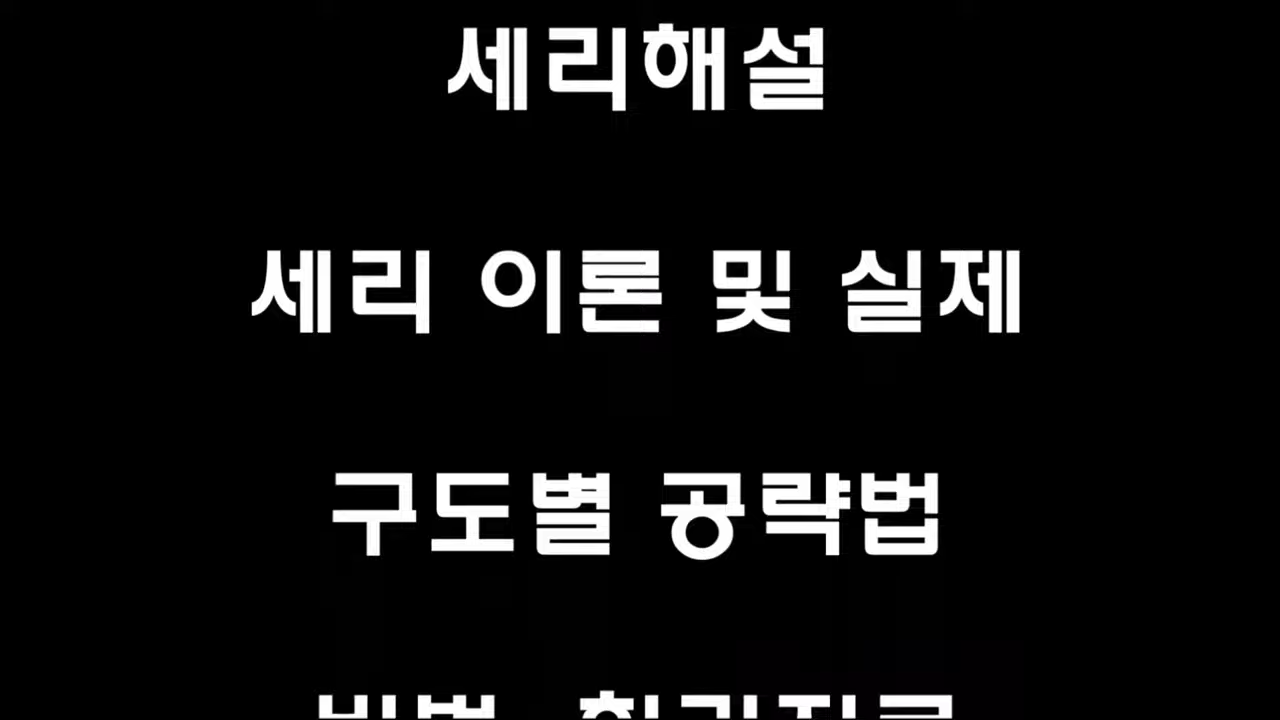 세리해설
세리 이론 및 실제
구도별 공략법